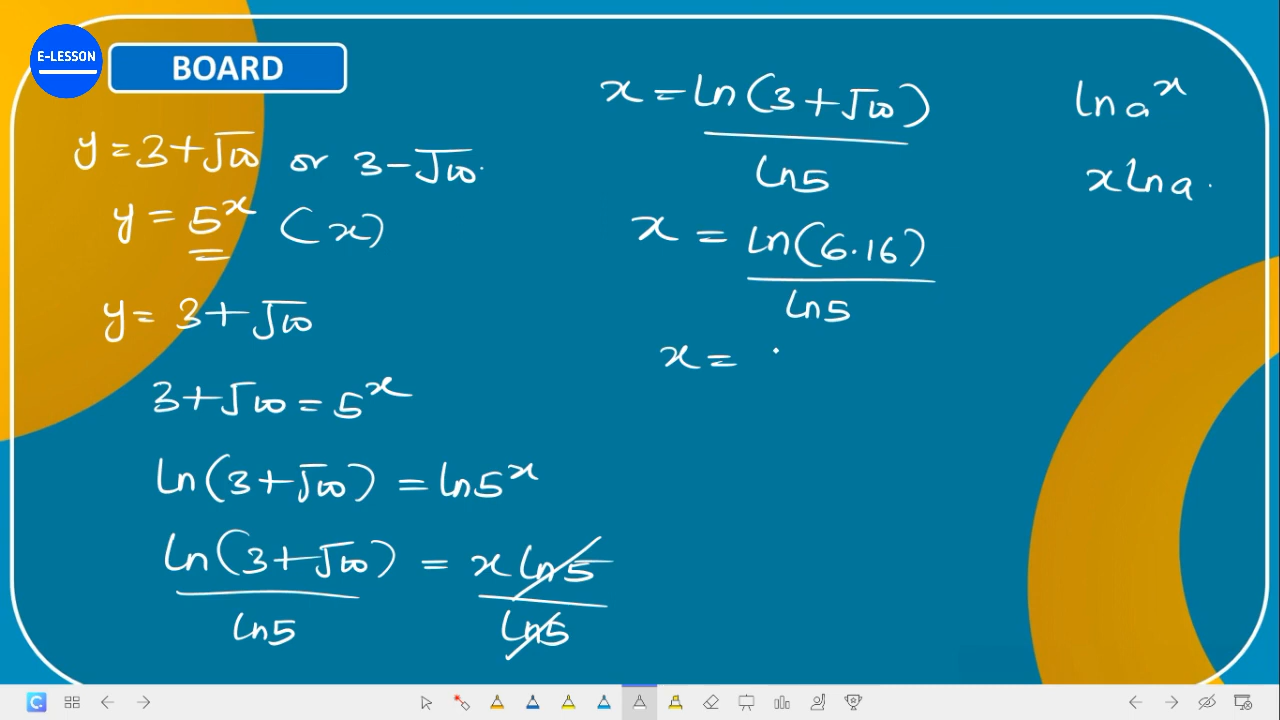 E-LESSON
BOARD
y = 3 + √10 or 3 - √10.
y = 5^x (x)
y = 3 + √10
3 + √10 = 5^x
ln(3 + √10) = ln5^x
ln(3 + √10) / ln5 = x ln5 / ln5
x = ln(3 + √10) / ln5
x = ln(6.16) / ln5
x = .
ln a^x
x ln a.